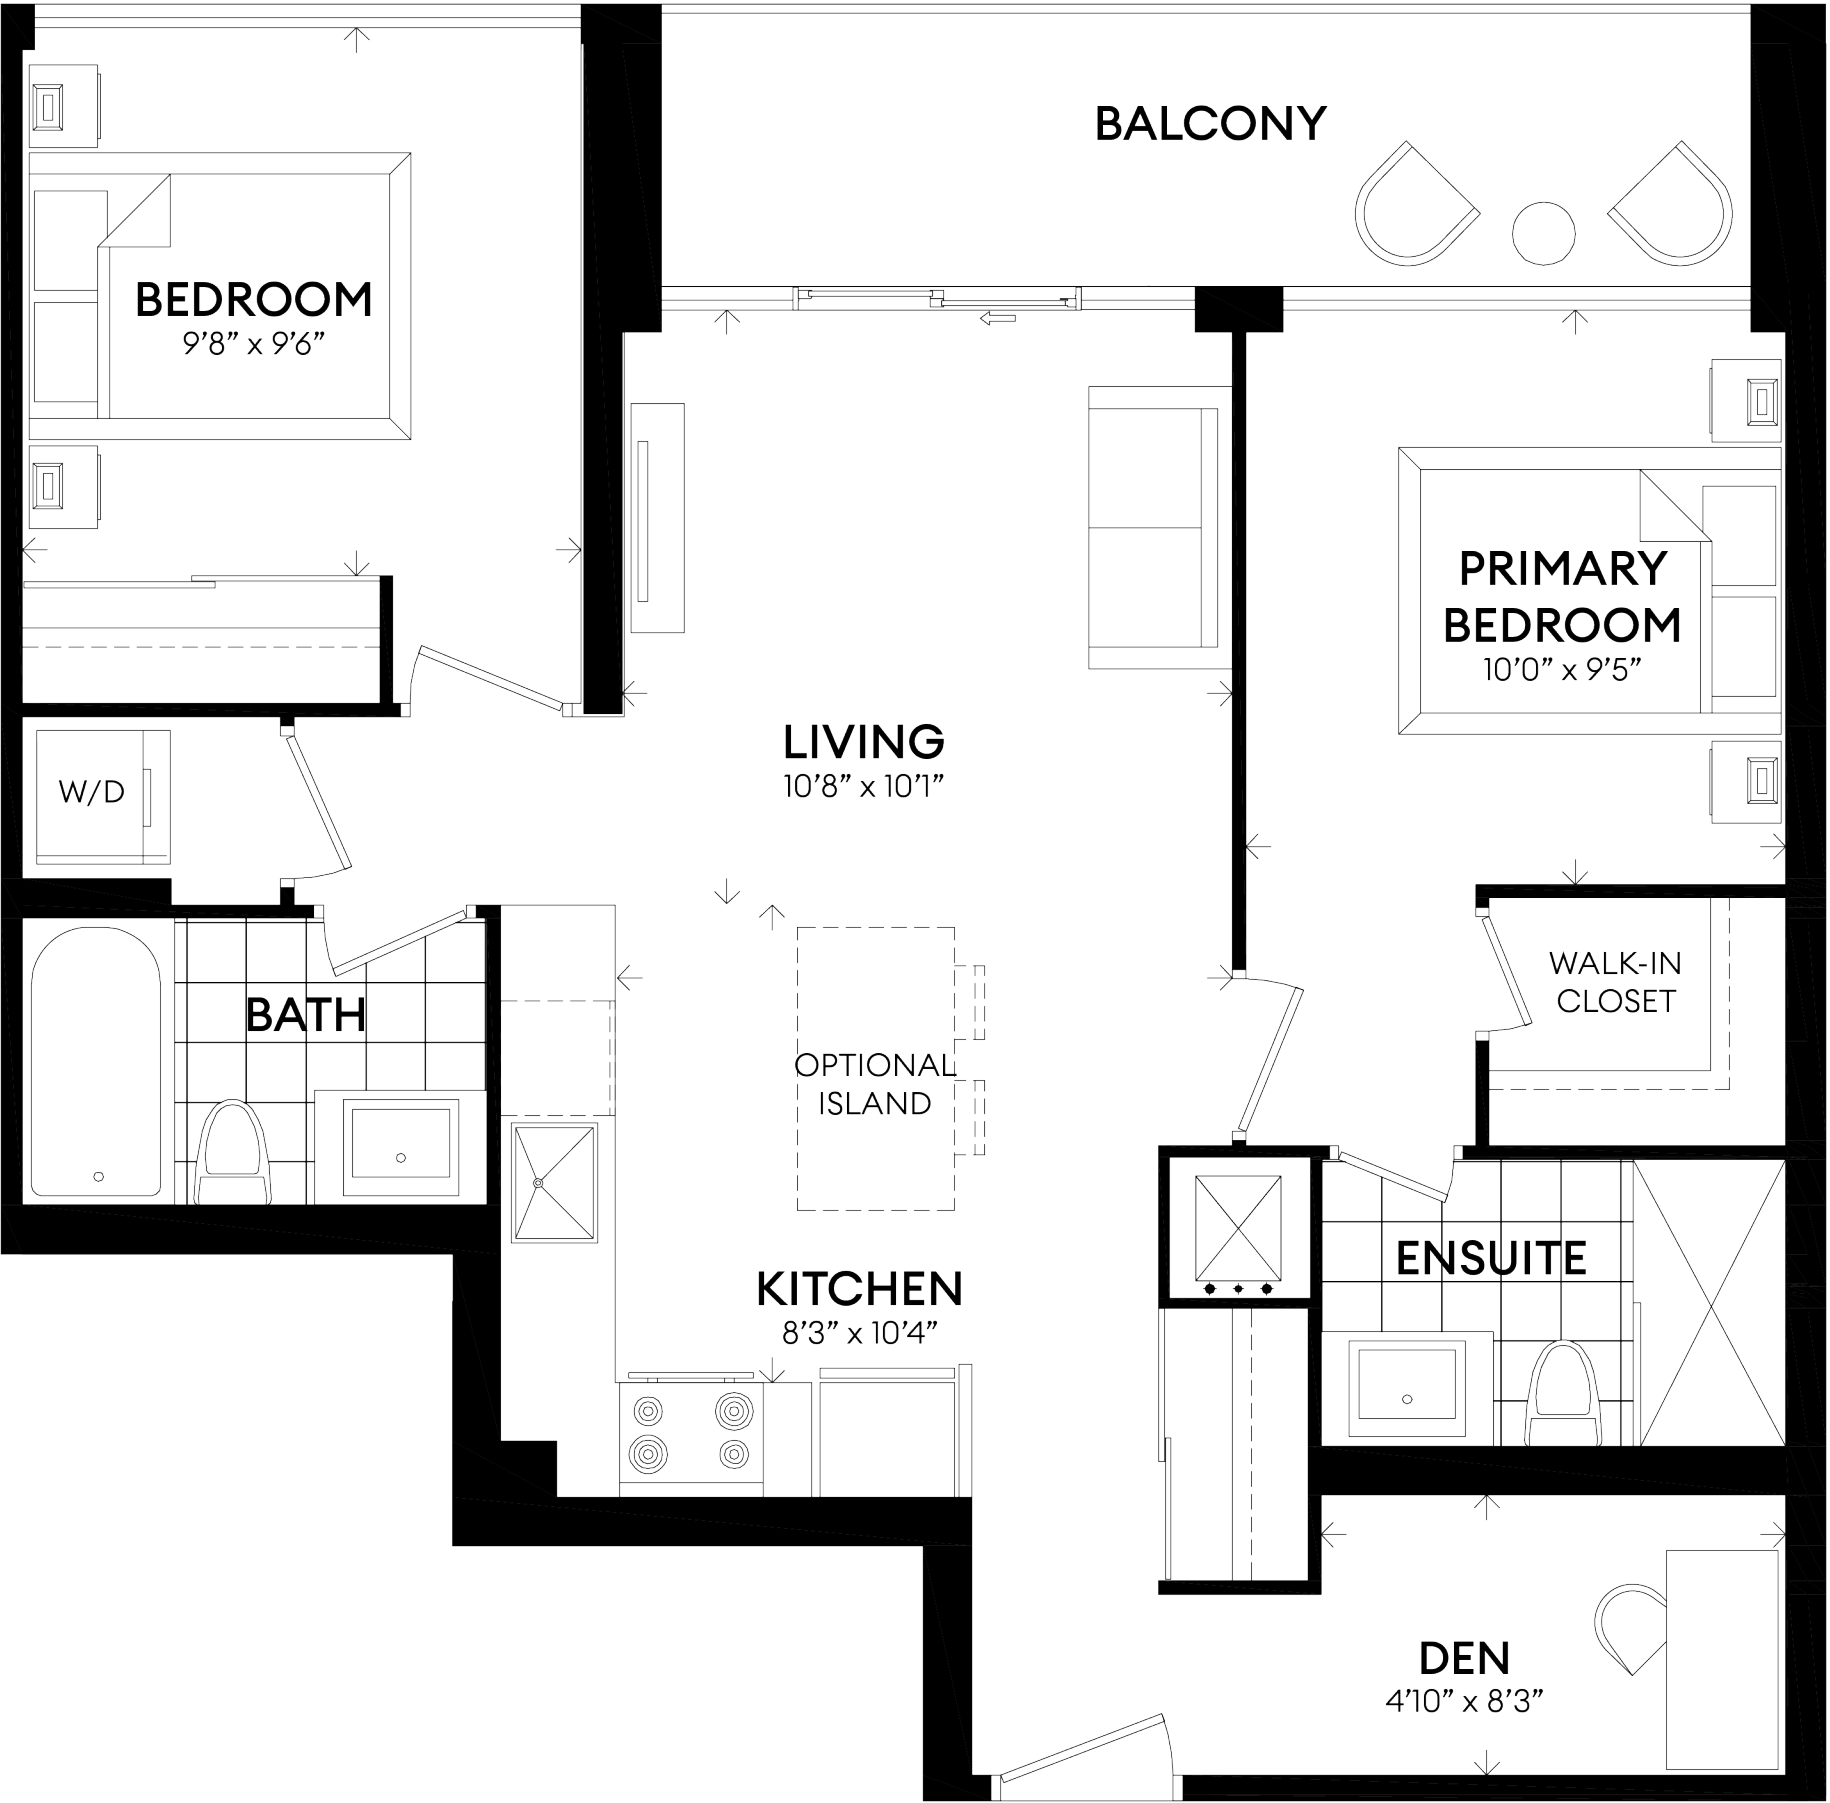 BALCONY
BEDROOM
9’8” x 9’6”
PRIMARY
BEDROOM
10’0” x 9’5”
LIVING
10’8” x 10’1”
W/D
WALK-IN
CLOSET
BATH
OPTIONAL
ISLAND
ENSUITE
KITCHEN
8’3” x 10’4”
DEN
4’10” x 8’3”